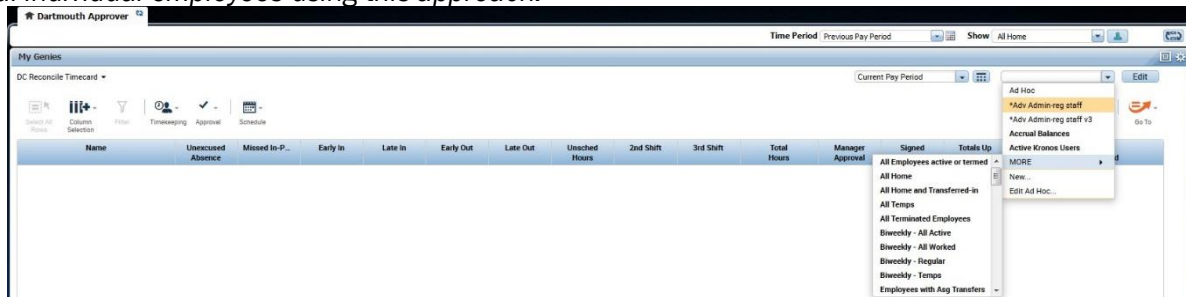 individual employees using this approach.
Dartmouth Approver
Time Period Previous Pay Period Show All Home
My Genies
DC Reconcile Timecard
Current Pay Period Edit
Select All Rows
Column Selection
Filter
Timekeeping
Approval
Schedule
Go To
Name
Unexcused Absence
Missed In-P...
Early In
Late In
Early Out
Late Out
Unsched Hours
2nd Shift
3rd Shift
Total Hours
Manager Approval
Signed
Totals Up
d
Ad Hoc
*Adv Admin-reg staff
*Adv Admin-reg staff v3
Accrual Balances
Active Kronos Users
MORE
New...
Edit Ad Hoc...
All Employees active or termed
All Home
All Home and Transferred-in
All Temps
All Terminated Employees
Biweekly - All Active
Biweekly - All Worked
Biweekly - Regular
Biweekly - Temps
Employees with Asg Transfers